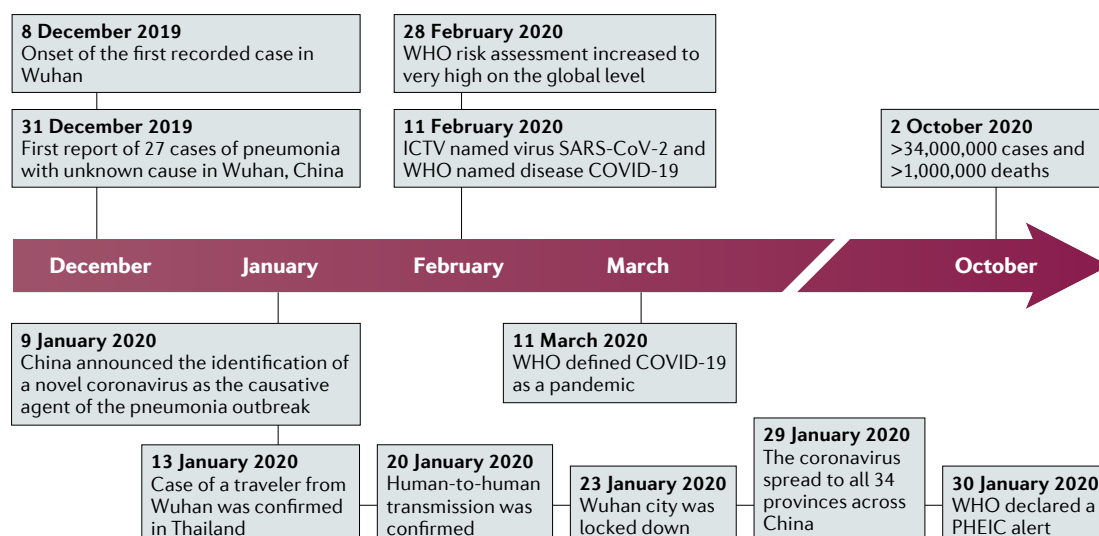 8 December 2019
Onset of the first recorded case in
Wuhan
28 February 2020
WHO risk assessment increased to
very high on the global level
31 December 2019
First report of 27 cases of pneumonia
with unknown cause in Wuhan, China
11 February 2020
ICTV named virus SARS-CoV-2 and
WHO named disease COVID-19
2 October 2020
>34,000,000 cases and
>1,000,000 deaths
December
January
February
March
October
9 January 2020
China announced the identification of
a novel coronavirus as the causative
agent of the pneumonia outbreak
11 March 2020
WHO defined COVID-19
as a pandemic
13 January 2020
Case of a traveler from
Wuhan was confirmed
in Thailand
20 January 2020
Human-to-human
transmission was
confirmed
23 January 2020
Wuhan city was
locked down
29 January 2020
The coronavirus
spread to all 34
provinces across
China
30 January 2020
WHO declared a
PHEIC alert